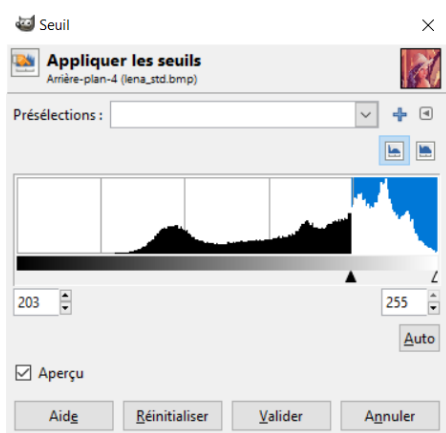 Seuil
Appliquer les seuils
Arrière-plan-4 (lena_std.bmp)
Présélections :
203 255
Auto
Aperçu
Aide Réinitialiser Valider Annuler